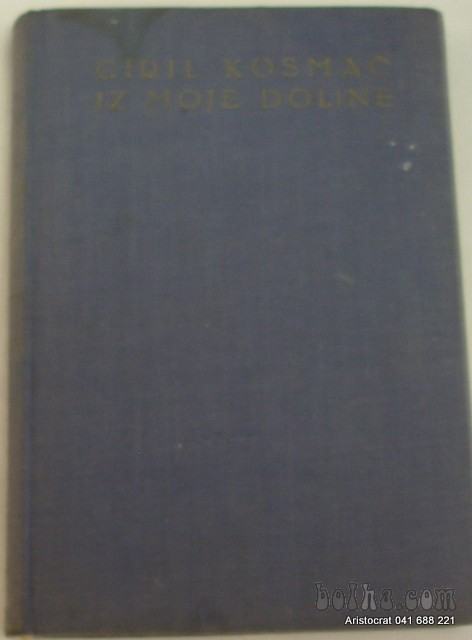 CIRIL KOSMAČ
IZ MOJE DOLINE
bolha.com
Aristocrat 041 688 221